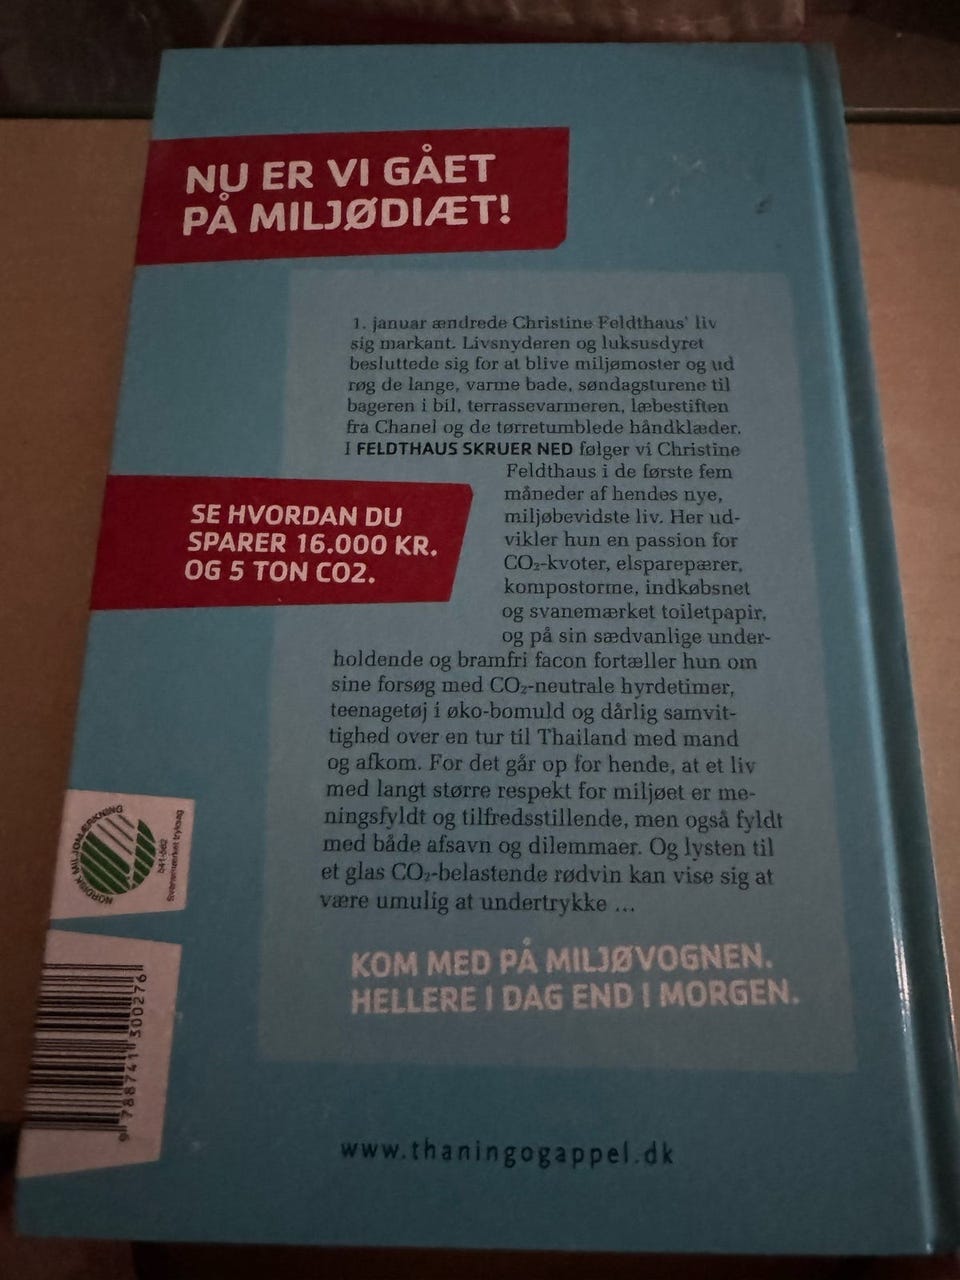 NU ER VI GÅET
PÅ MILJØDIÆT!
1. januar ændrede Christine Feldthaus' liv
sig markant. Livsnyderen og luksusdyret
besluttede sig for at blive miljømoster og ud
røg de lange, varme bade, søndagsturene til
bageren i bil, terrassevarmeren, læbestiften
fra Chanel og de tørretumblede håndklæder.
I FELDTHAUS SKRUER NED følger vi Christine
Feldthaus i de første fem
måneder af hendes nye,
miljøbevidste liv. Her ud-
vikler hun en passion for
CO₂-kvoter, elsparepærer,
kompostorme, indkøbsnet
og svanemærket toiletpapir,
og på sin sædvanlige under-
holdende og bramfri facon fortæller hun om
sine forsøg med CO₂-neutrale hyrdetimer,
teenagetøj i øko-bomuld og dårlig samvit-
tighed over en tur til Thailand med mand
og afkom. For det går op for hende, at et liv
med langt større respekt for miljøet er me-
ningsfyldt og tilfredsstillende, men også fyldt
med både afsavn og dilemmaer. Og lysten til
et glas CO₂-belastende rødvin kan vise sig at
være umulig at undertrykke ...
SE HVORDAN DU
SPARER 16.000 KR.
OG 5 TON CO2.
KOM MED PÅ MILJØVOGNEN.
HELLERE I DAG END I MORGEN.
NORDISK MILJØMÆRKNING
541-562
Svanemærket tryksag
9 788741 300276
www.thaningogappel.dk